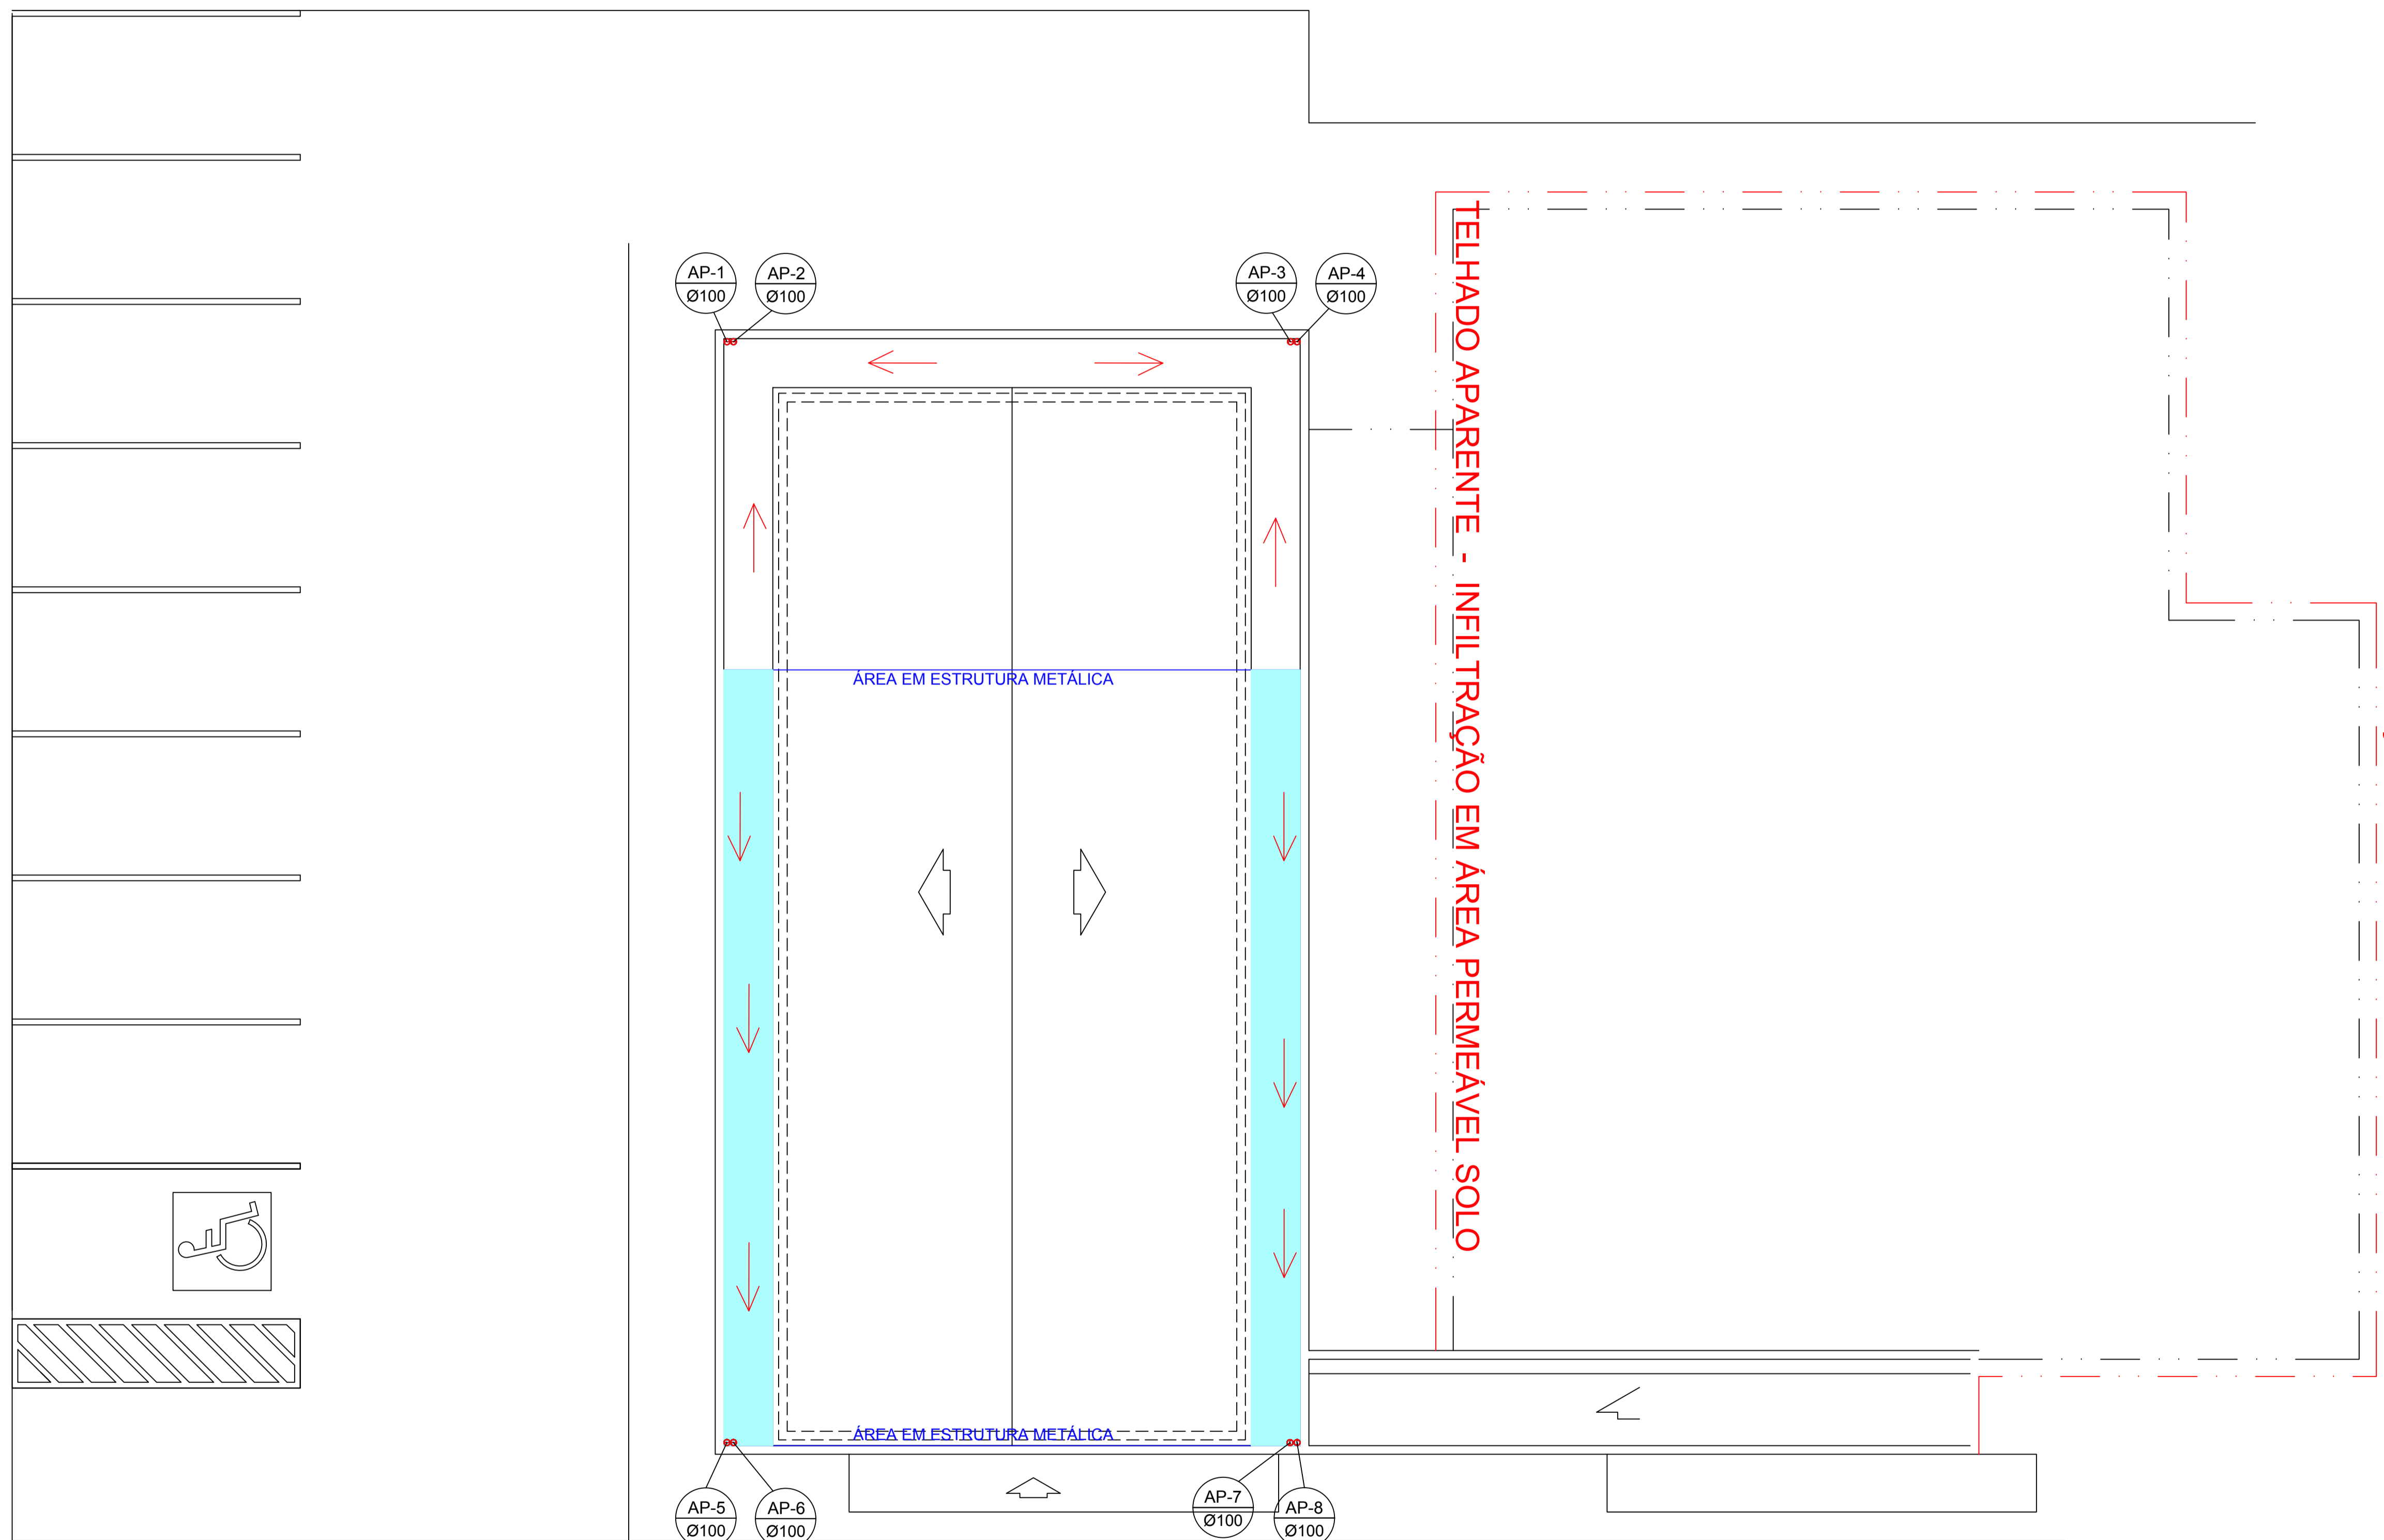 AP-1
Ø100
AP-2
Ø100
AP-3
Ø100
AP-4
Ø100
TELHADO APARENTE - INFILTRAÇÃO EM ÁREA PERMEÁVEL SOLO
ÁREA EM ESTRUTURA METÁLICA
ÁREA EM ESTRUTURA METÁLICA
AP-5
Ø100
AP-6
Ø100
AP-7
Ø100
AP-8
Ø100